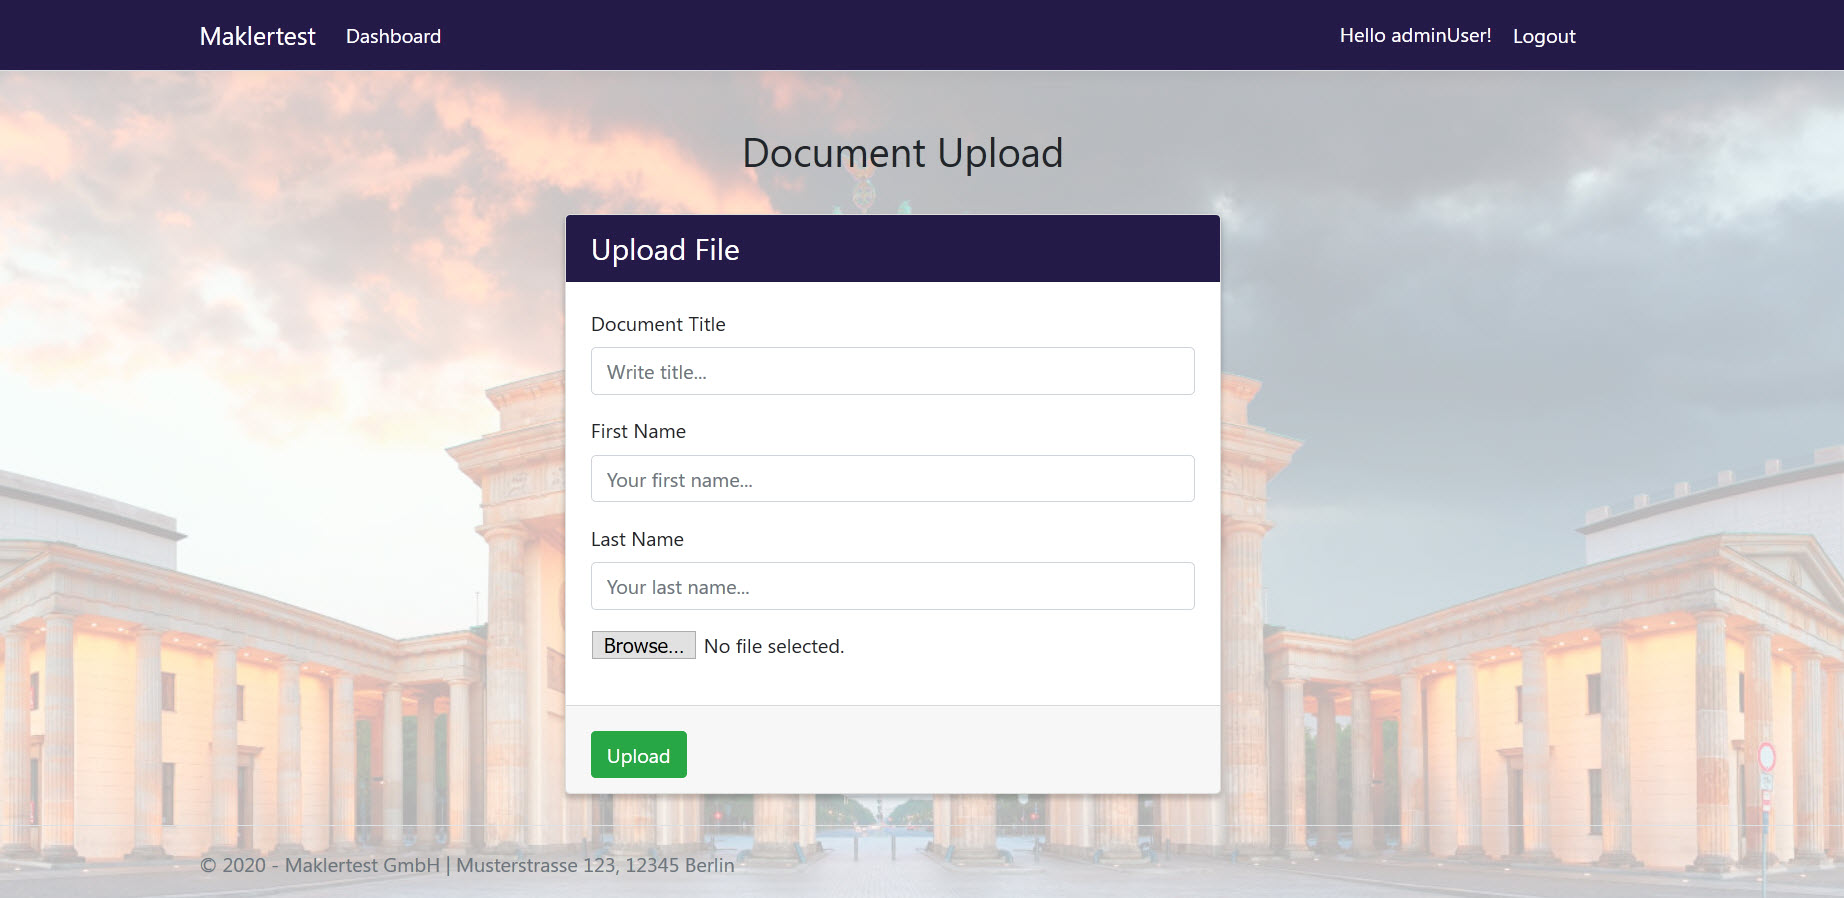 Maklertest Dashboard Hello adminUser! Logout
Document Upload
Upload File
Document Title
Write title...
First Name
Your first name...
Last Name
Your last name...
Browse... No file selected.
Upload
© 2020 - Maklertest GmbH | Musterstrasse 123, 12345 Berlin